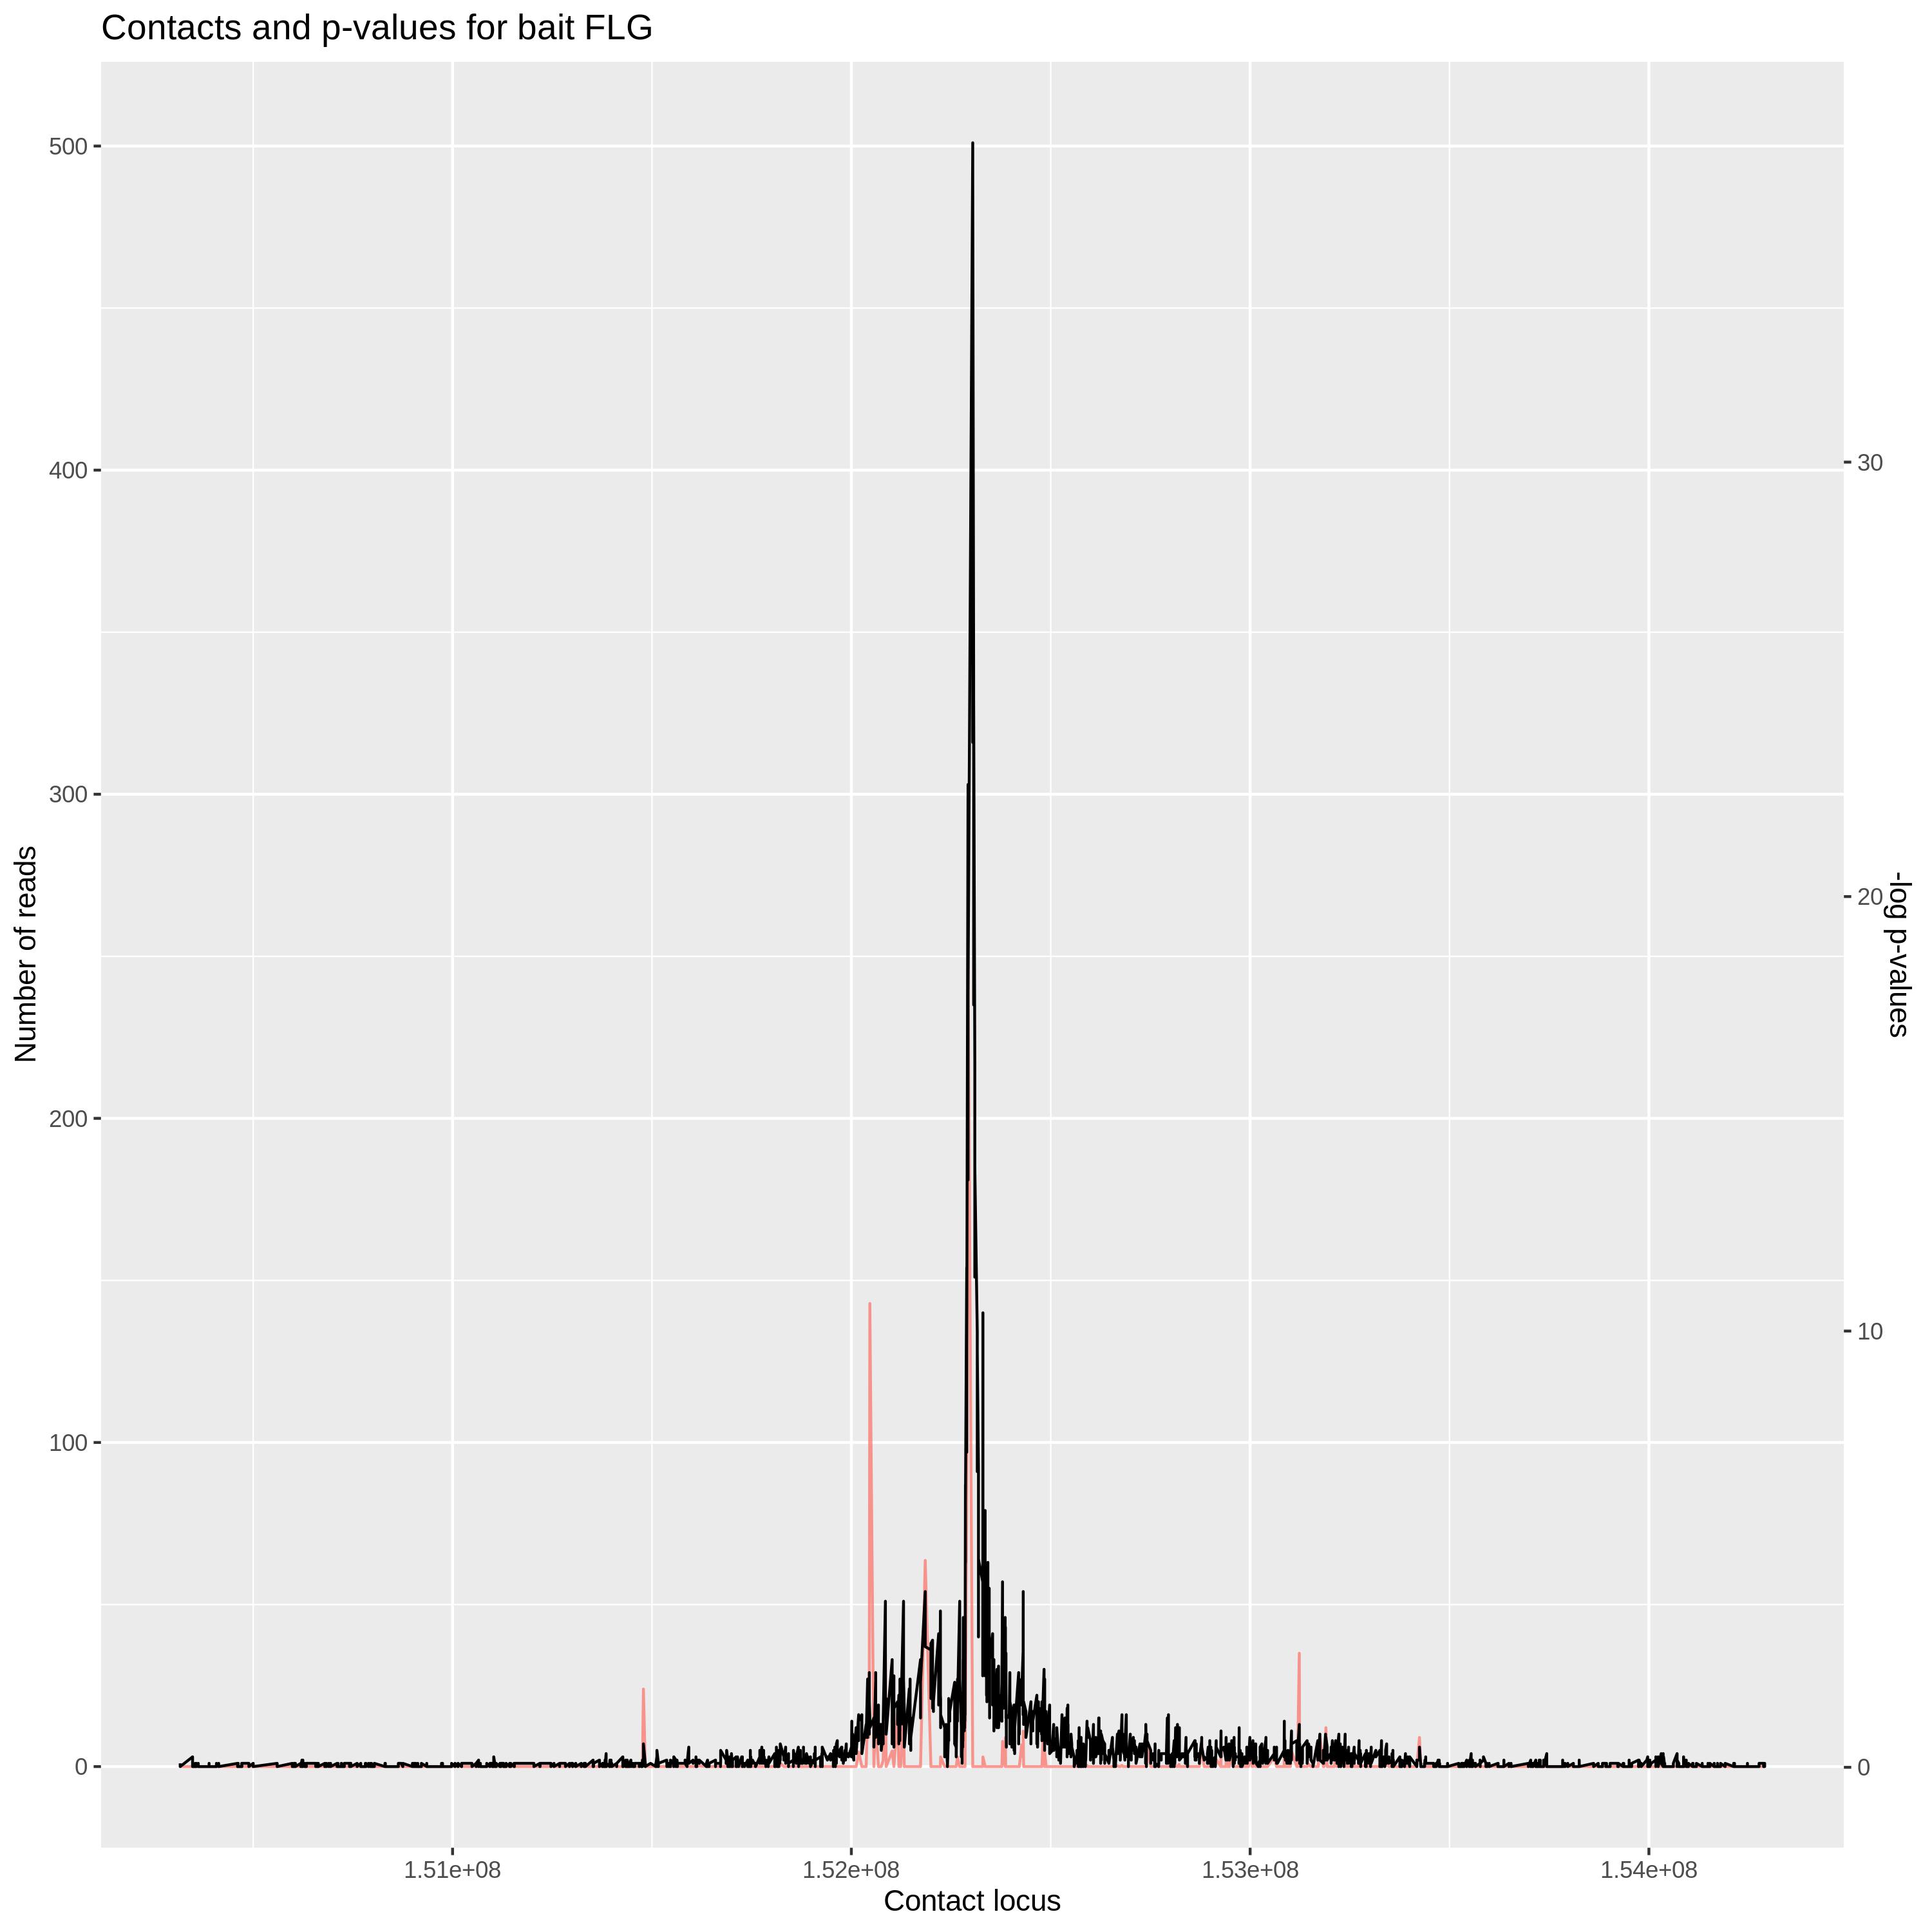 Contacts and p-values for bait FLG
500
400
300
200
100
0
Number of reads
30
20
10
0
-log p-values
1.51e+08
1.52e+08
1.53e+08
1.54e+08
Contact locus